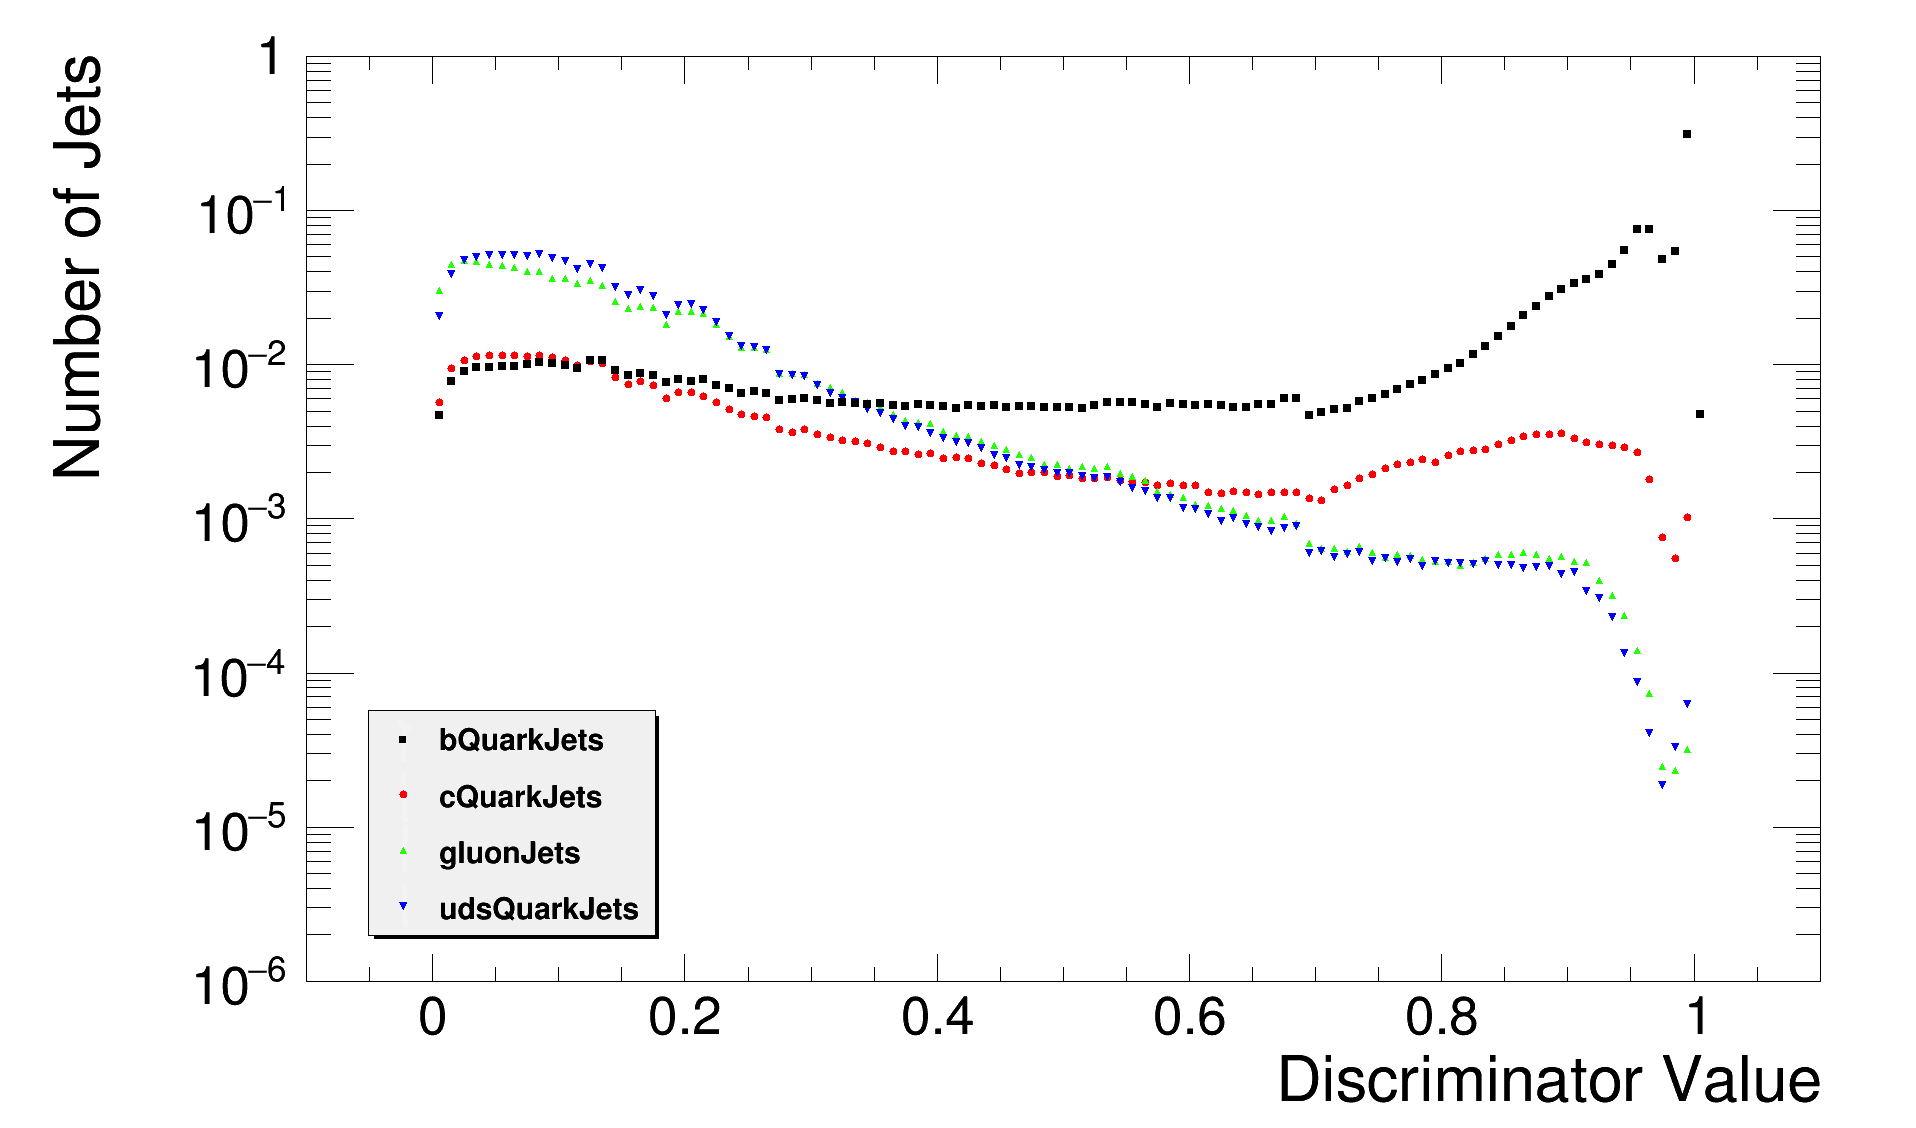 Number of Jets
1
10⁻¹
10⁻²
10⁻³
10⁻⁴
10⁻⁵
10⁻⁶
bQuarkJets
cQuarkJets
gluonJets
udsQuarkJets
0 0.2 0.4 0.6 0.8 1
Discriminator Value